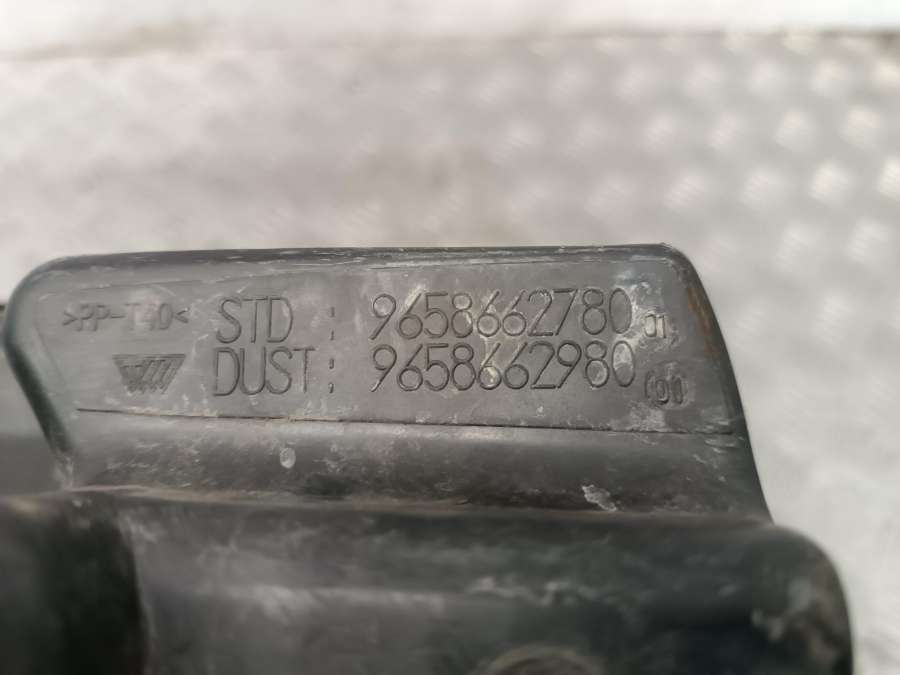 >PP-T40< STD : 9658662780 01
DUST: 9658662980 (01)